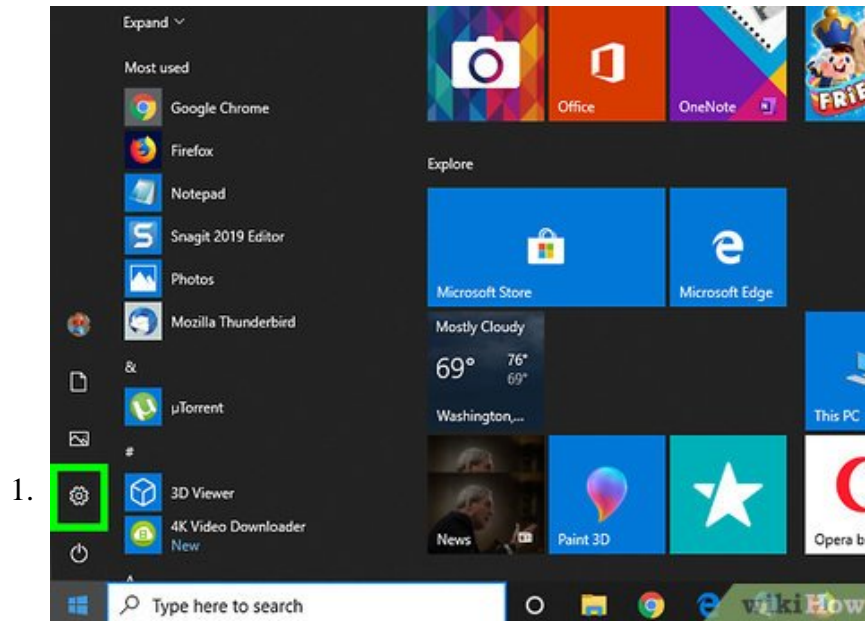 Expand
Most used
Google Chrome
Firefox
Notepad
Snagit 2019 Editor
Photos
Mozilla Thunderbird
&
µTorrent
#
3D Viewer
4K Video Downloader
New
Office
OneNote
FRIE
Explore
Microsoft Store
Microsoft Edge
Mostly Cloudy
69° 76°
69°
Washington,...
This PC
News
Paint 3D
Opera b
1.
Type here to search
wikiHow